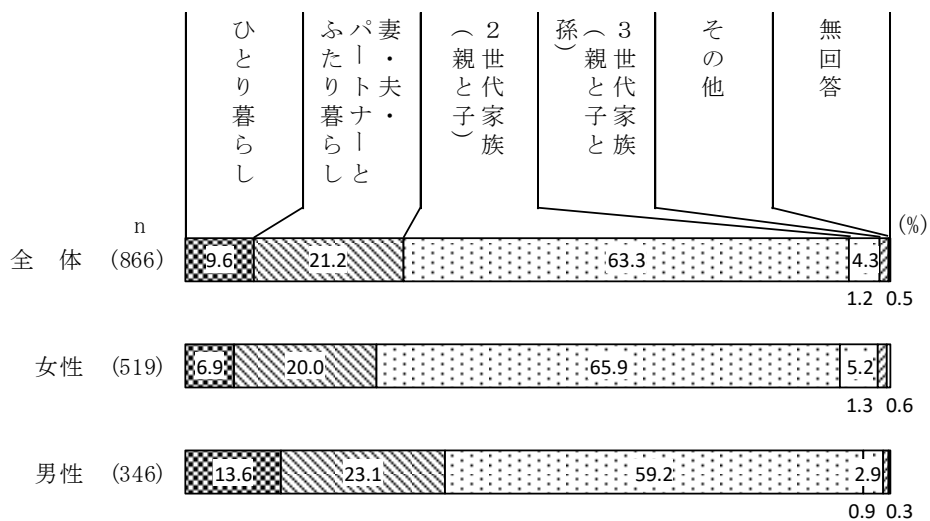 ひとり暮らし
妻・夫・
パートナーと
ふたり暮らし
２世代家族
（親と子）
３世代家族
（親と子と
孫）
その他
無回答
n
(%)
全　体　(866)
9.6 21.2 63.3 4.3
1.2 0.5
女性　(519)
6.9 20.0 65.9 5.2
1.3 0.6
男性　(346)
13.6 23.1 59.2 2.9
0.9 0.3